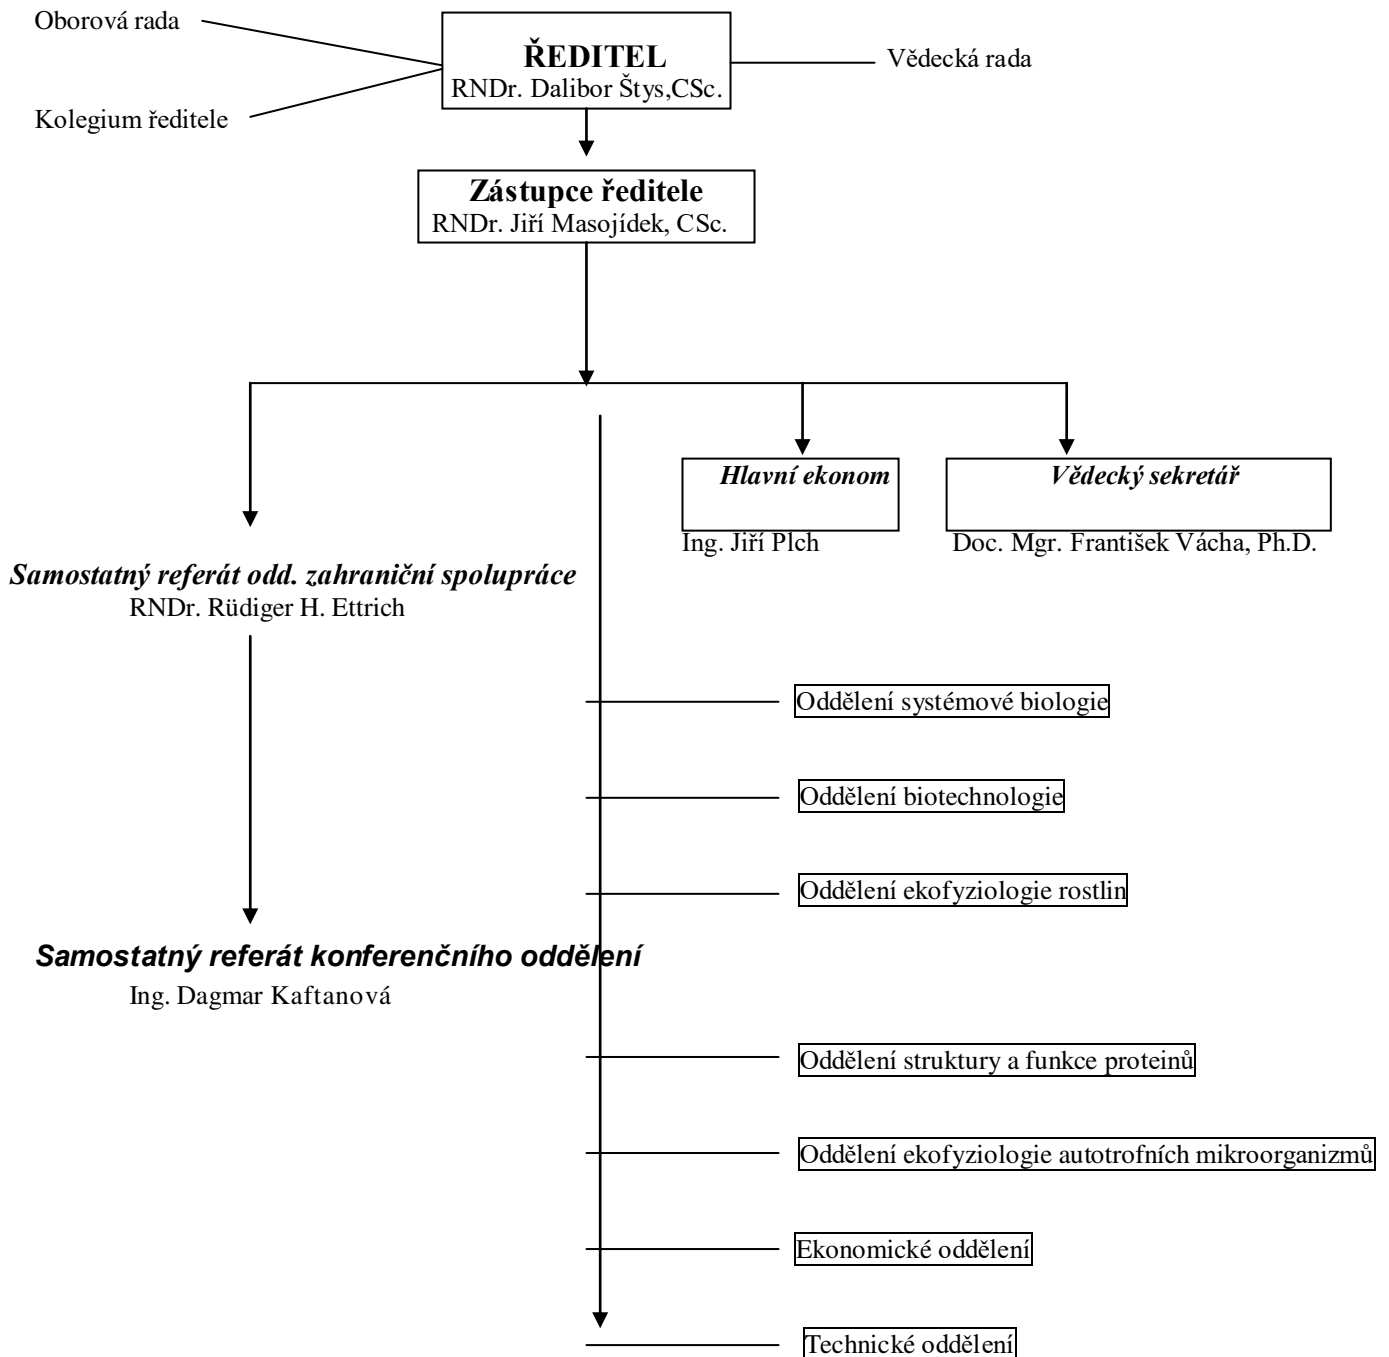 Oborová rada
ŘEDITEL
RNDr. Dalibor Štys,CSc.
Vědecká rada
Kolegium ředitele
Zástupce ředitele
RNDr. Jiří Masojídek, CSc.
Hlavní ekonom
Vědecký sekretář
Ing. Jiří Plch
Doc. Mgr. František Vácha, Ph.D.
Samostatný referát odd. zahraniční spolupráce
RNDr. Rüdiger H. Ettrich
Oddělení systémové biologie
Oddělení biotechnologie
Oddělení ekofyziologie rostlin
Samostatný referát konferenčního oddělení
Ing. Dagmar Kaftanová
Oddělení struktury a funkce proteinů
Oddělení ekofyziologie autotrofních mikroorganizmů
Ekonomické oddělení
Technické oddělení